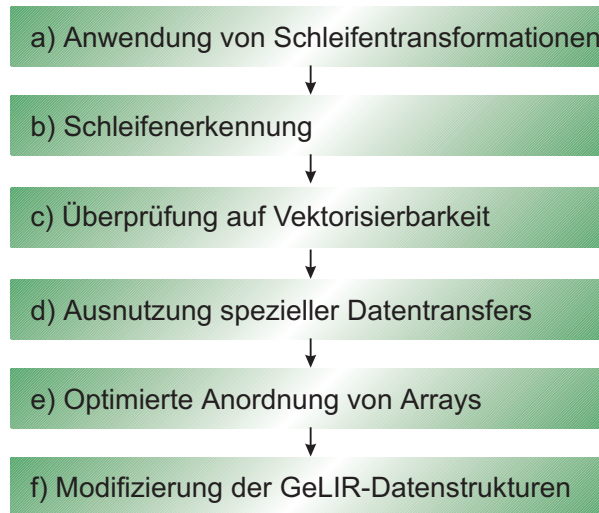 a) Anwendung von Schleifentransformationen
b) Schleifenerkennung
c) Überprüfung auf Vektorisierbarkeit
d) Ausnutzung spezieller Datentransfers
e) Optimierte Anordnung von Arrays
f) Modifizierung der GeLIR-Datenstrukturen